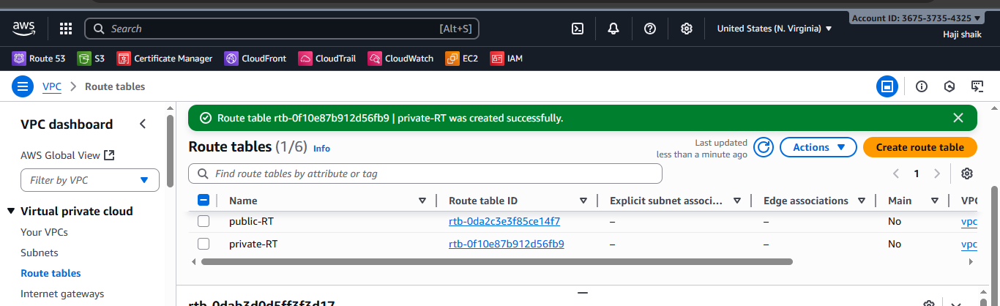 Account ID: 3675-3735-4325
aws Search [Alt+S] United States (N. Virginia) Haji shaik
Route 53 S3 Certificate Manager CloudFront CloudTrail CloudWatch EC2 IAM
VPC Route tables
VPC dashboard
AWS Global View
Filter by VPC
Virtual private cloud
Your VPCs
Subnets
Route tables
Internet gateways
Route table rtb-0f10e87b912d56fb9 | private-RT was created successfully.
Route tables (1/6) Info
Last updated
less than a minute ago
Actions
Create route table
Find route tables by attribute or tag
1
Name Route table ID Explicit subnet associ... Edge associations Main VPC
public-RT rtb-0da2c3e3f85ce14f7 – – No vpc
private-RT rtb-0f10e87b912d56fb9 – – No vpc
rtb-0dab3d0d5ff3f3d17